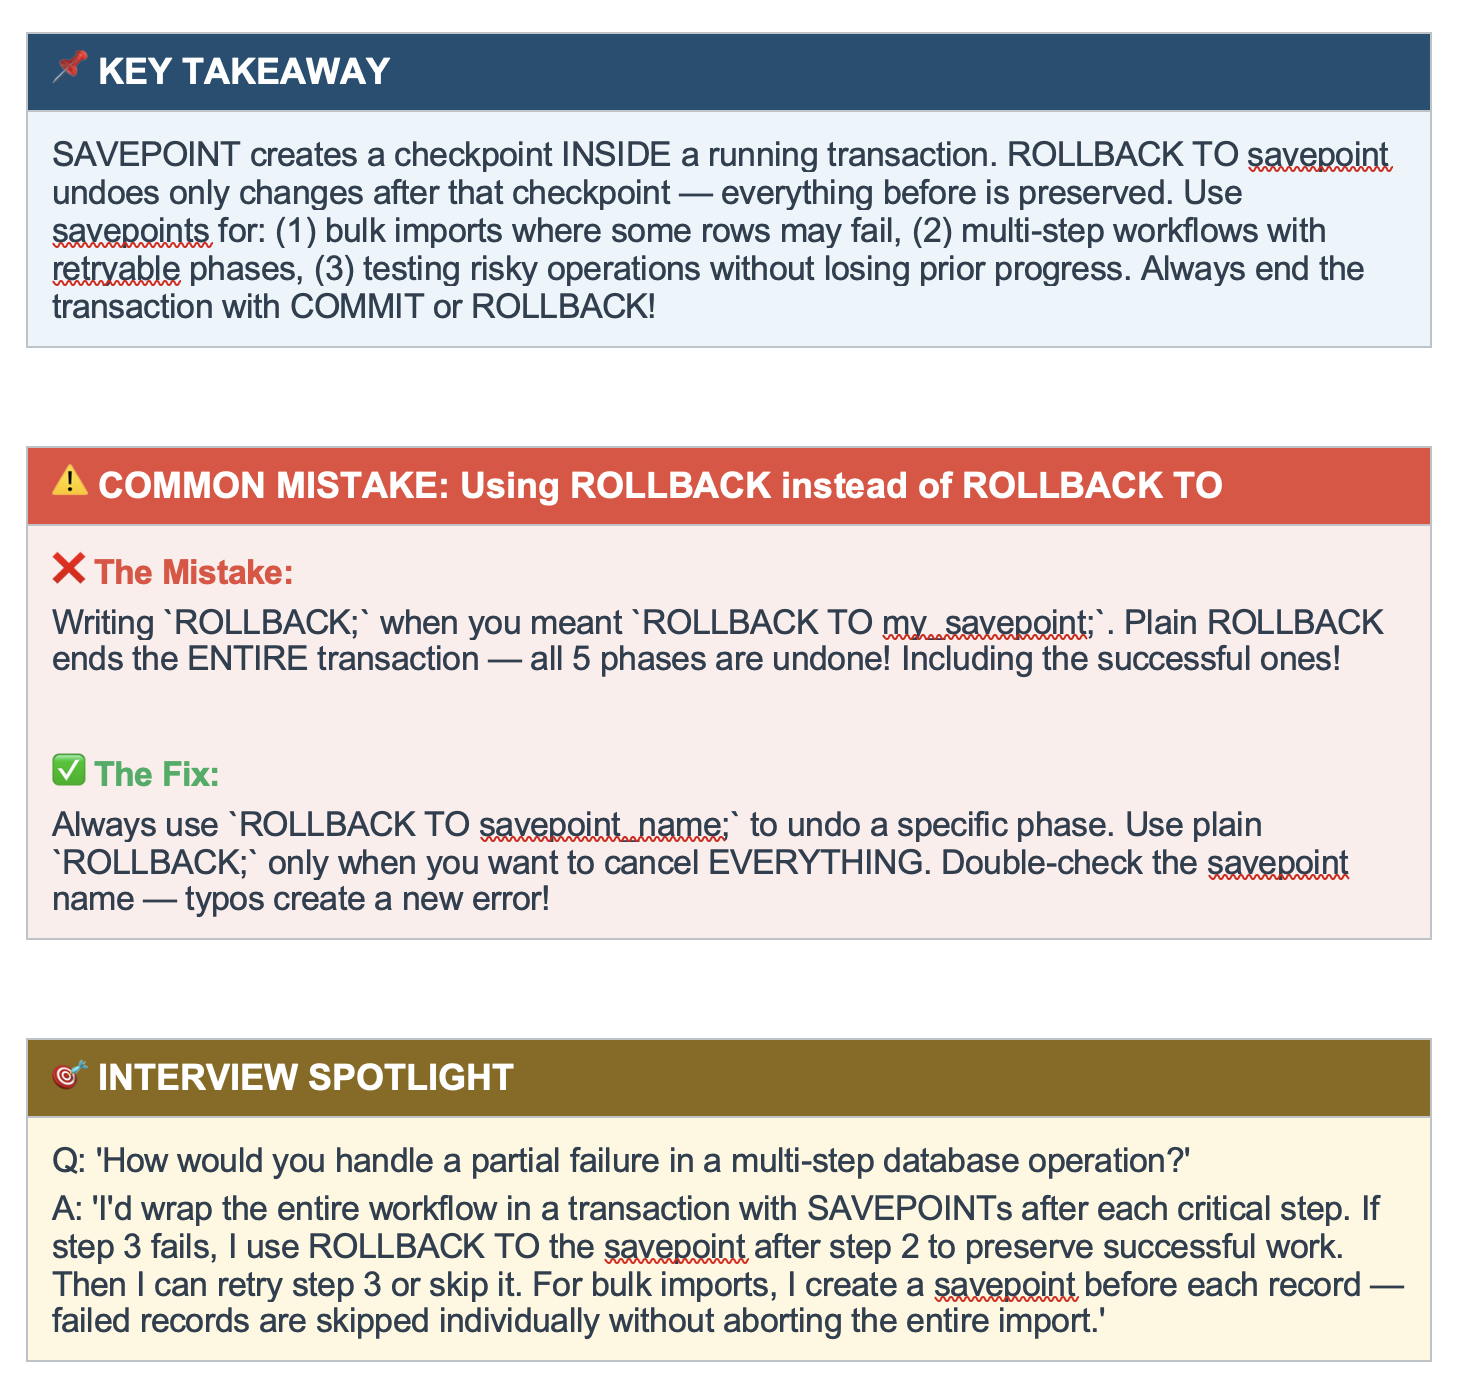 📌 KEY TAKEAWAY
SAVEPOINT creates a checkpoint INSIDE a running transaction. ROLLBACK TO savepoint
undoes only changes after that checkpoint — everything before is preserved. Use
savepoints for: (1) bulk imports where some rows may fail, (2) multi-step workflows with
retryable phases, (3) testing risky operations without losing prior progress. Always end the
transaction with COMMIT or ROLLBACK!
⚠️ COMMON MISTAKE: Using ROLLBACK instead of ROLLBACK TO
❌ The Mistake:
Writing `ROLLBACK;` when you meant `ROLLBACK TO my_savepoint;`. Plain ROLLBACK
ends the ENTIRE transaction — all 5 phases are undone! Including the successful ones!
✅ The Fix:
Always use `ROLLBACK TO savepoint_name;` to undo a specific phase. Use plain
`ROLLBACK;` only when you want to cancel EVERYTHING. Double-check the savepoint
name — typos create a new error!
🎯 INTERVIEW SPOTLIGHT
Q: 'How would you handle a partial failure in a multi-step database operation?'
A: 'I'd wrap the entire workflow in a transaction with SAVEPOINTs after each critical step. If
step 3 fails, I use ROLLBACK TO the savepoint after step 2 to preserve successful work.
Then I can retry step 3 or skip it. For bulk imports, I create a savepoint before each record —
failed records are skipped individually without aborting the entire import.'